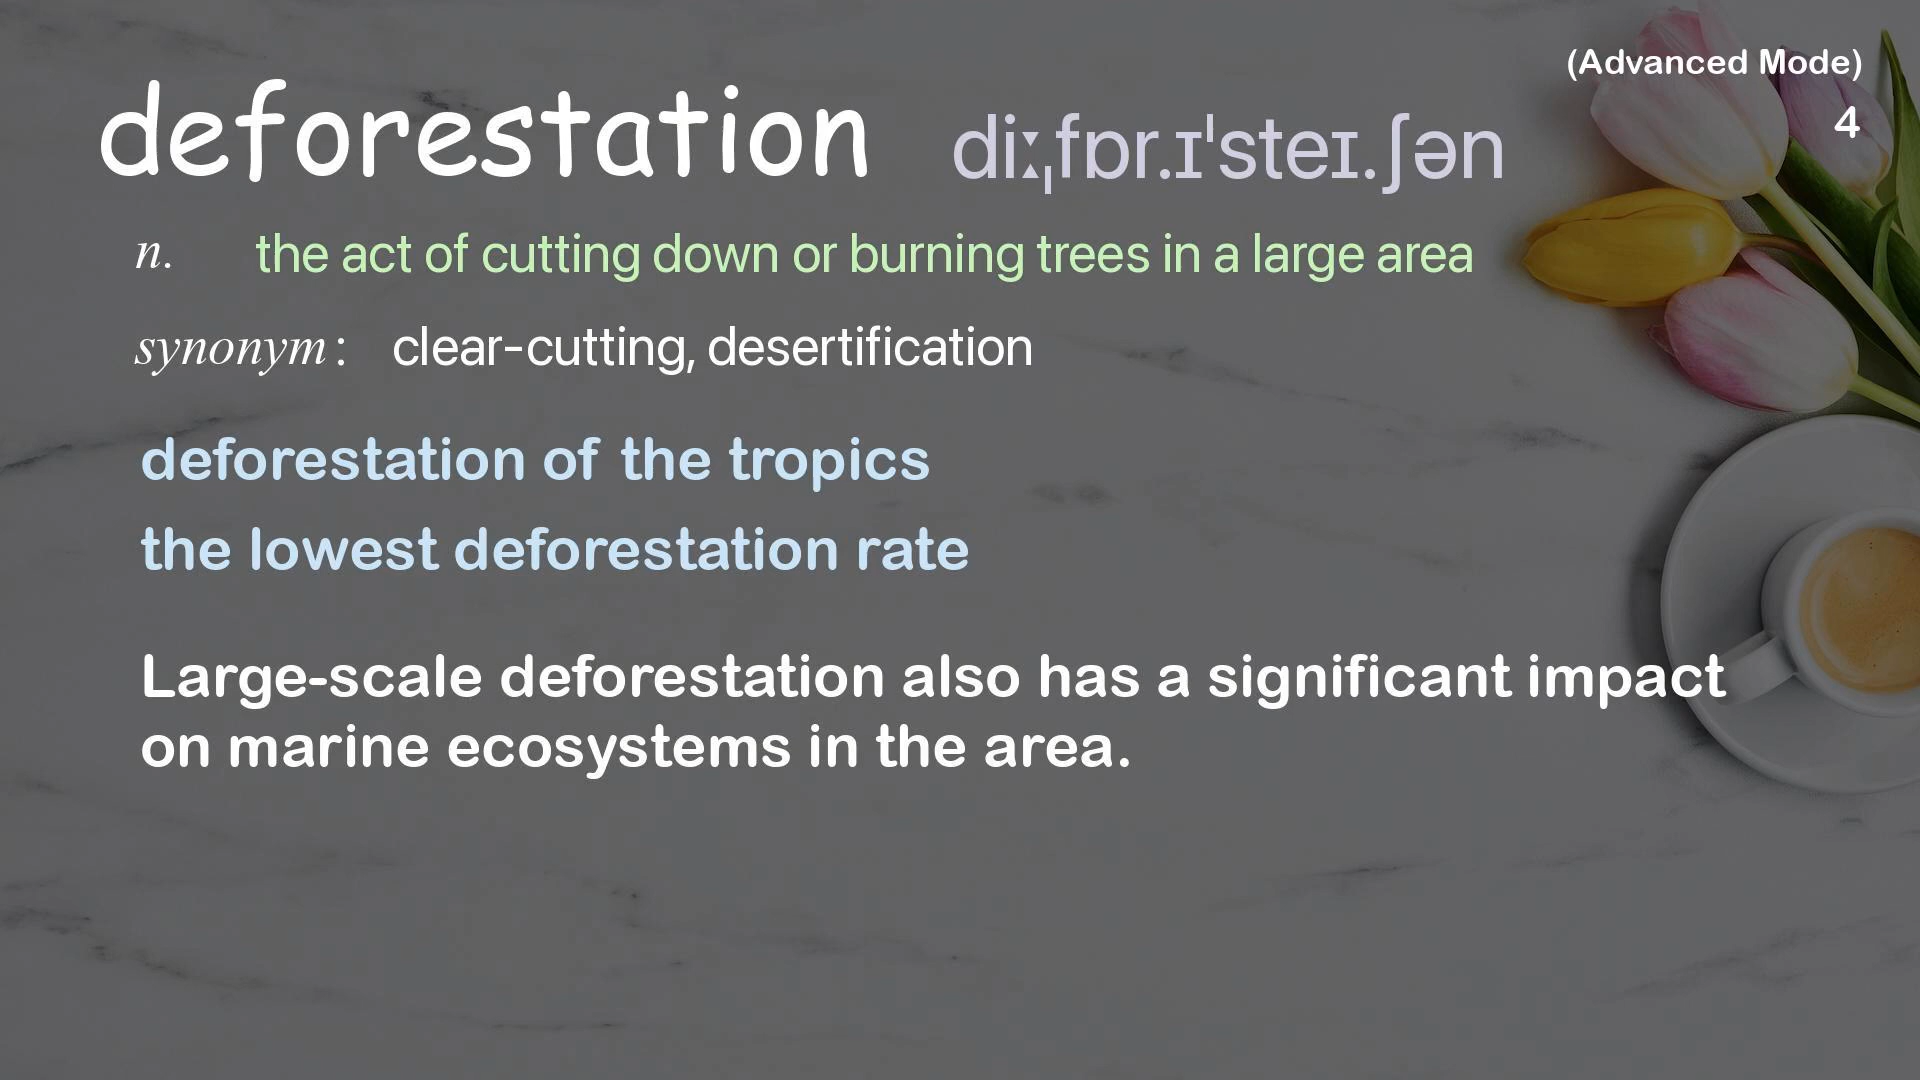 (Advanced Mode)
deforestation diːˌfɒr.ɪˈsteɪ.ʃən
4
n. the act of cutting down or burning trees in a large area
synonym: clear-cutting, desertification
deforestation of the tropics
the lowest deforestation rate
Large-scale deforestation also has a significant impact
on marine ecosystems in the area.